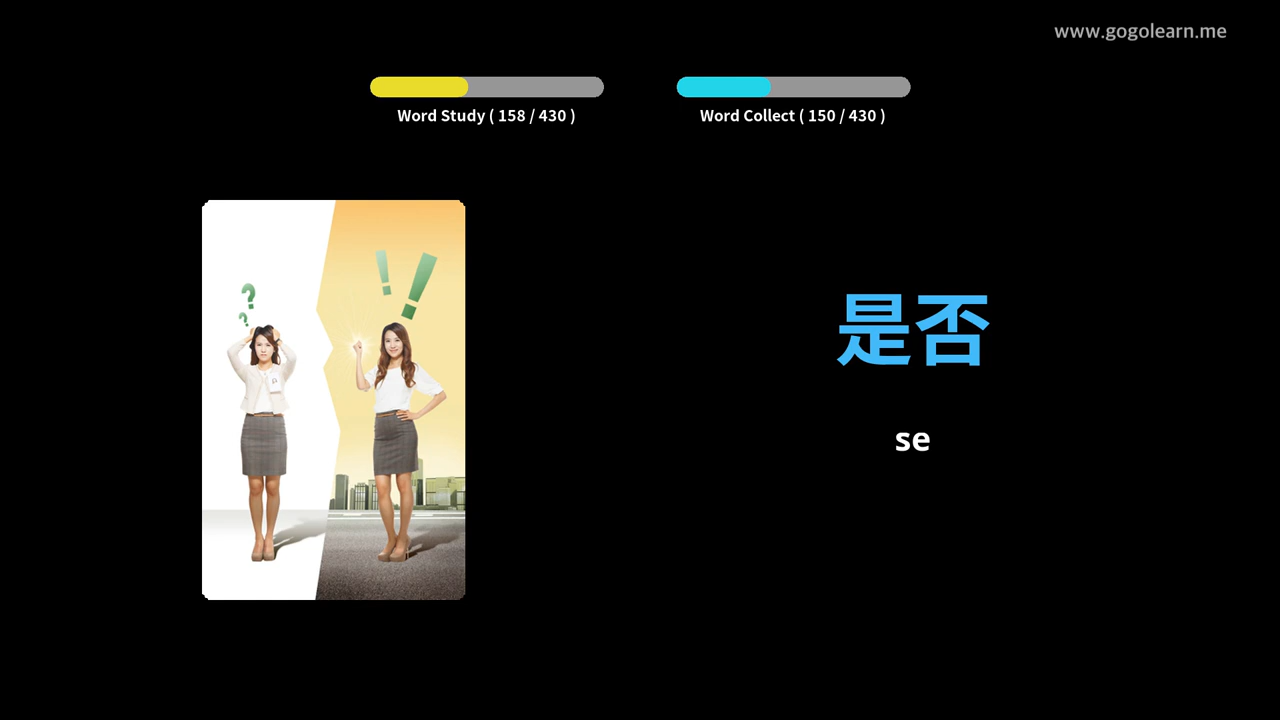 www.gogolearn.me
Word Study ( 158 / 430 )
Word Collect ( 150 / 430 )
? ?
! !
是否
se